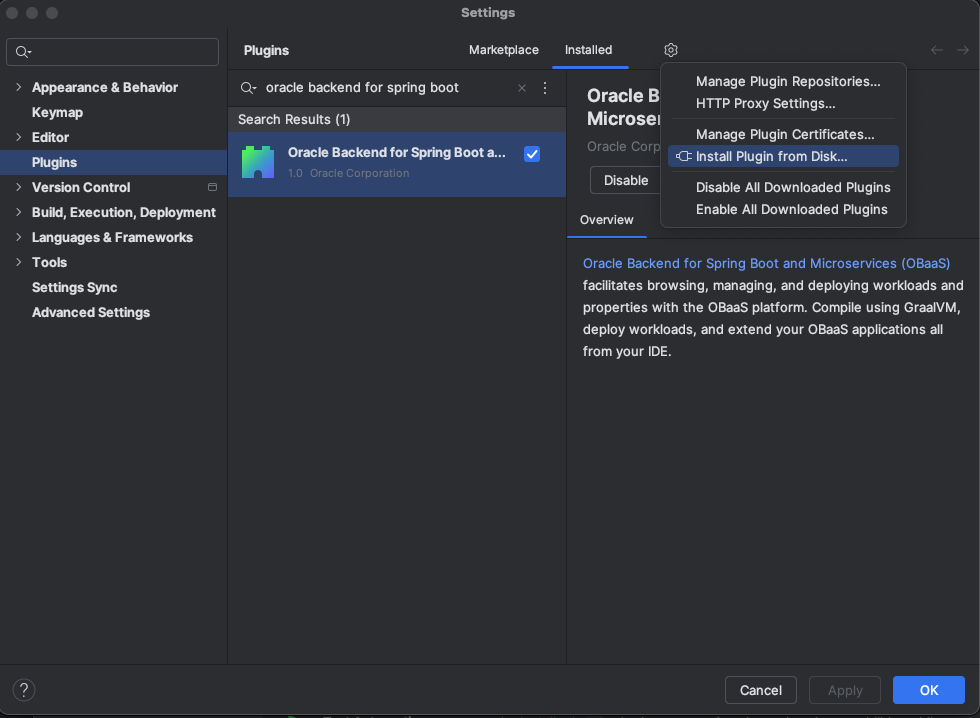 Settings
Plugins
Marketplace
Installed
Appearance & Behavior
Keymap
Editor
Plugins
Version Control
Build, Execution, Deployment
Languages & Frameworks
Tools
Settings Sync
Advanced Settings
oracle backend for spring boot
Search Results (1)
Oracle Backend for Spring Boot a...
1.0 Oracle Corporation
Oracle B
Microser
Oracle Corp
Disable
Manage Plugin Repositories...
HTTP Proxy Settings...
Manage Plugin Certificates...
Install Plugin from Disk...
Disable All Downloaded Plugins
Enable All Downloaded Plugins
Overview
Oracle Backend for Spring Boot and Microservices (OBaaS)
facilitates browsing, managing, and deploying workloads and
properties with the OBaaS platform. Compile using GraalVM,
deploy workloads, and extend your OBaaS applications all
from your IDE.
?
Cancel
Apply
OK